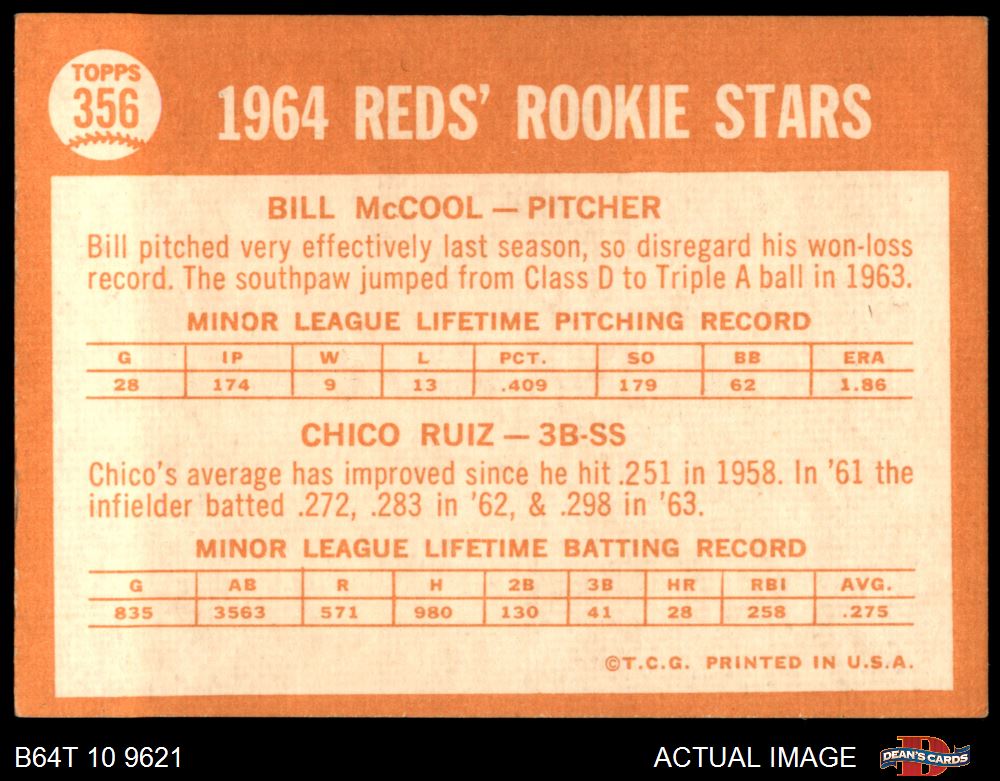 TOPPS
356
1964 REDS' ROOKIE STARS
BILL McCOOL — PITCHER
Bill pitched very effectively last season, so disregard his won-loss
record. The southpaw jumped from Class D to Triple A ball in 1963.
MINOR LEAGUE LIFETIME PITCHING RECORD
G IP W L PCT. SO BB ERA
28 174 9 13 .409 179 62 1.86
CHICO RUIZ — 3B-SS
Chico's average has improved since he hit .251 in 1958. In '61 the
infielder batted .272, .283 in '62, & .298 in '63.
MINOR LEAGUE LIFETIME BATTING RECORD
G AB R H 2B 3B HR RBI AVG.
835 3563 571 980 130 41 28 258 .275
©T.C.G. PRINTED IN U.S.A.
B64T 10 9621
ACTUAL IMAGE
D
DEAN'S CARDS